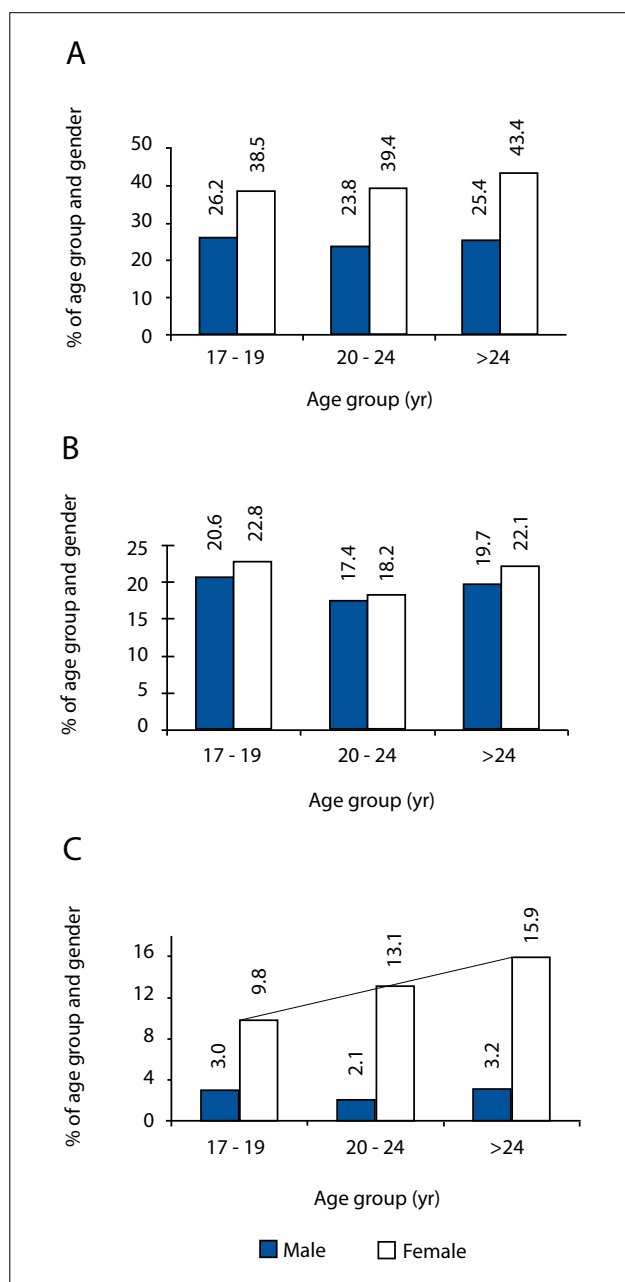 A
% of age group and gender
50
40
30
20
10
0
26.2
38.5
23.8
39.4
25.4
43.4
17 - 19
20 - 24
>24
Age group (yr)
B
% of age group and gender
25
20
15
10
5
0
20.6
22.8
17.4
18.2
19.7
22.1
17 - 19
20 - 24
>24
Age group (yr)
C
% of age group and gender
16
12
8
4
0
3.0
9.8
2.1
13.1
3.2
15.9
17 - 19
20 - 24
>24
Age group (yr)
Male
Female